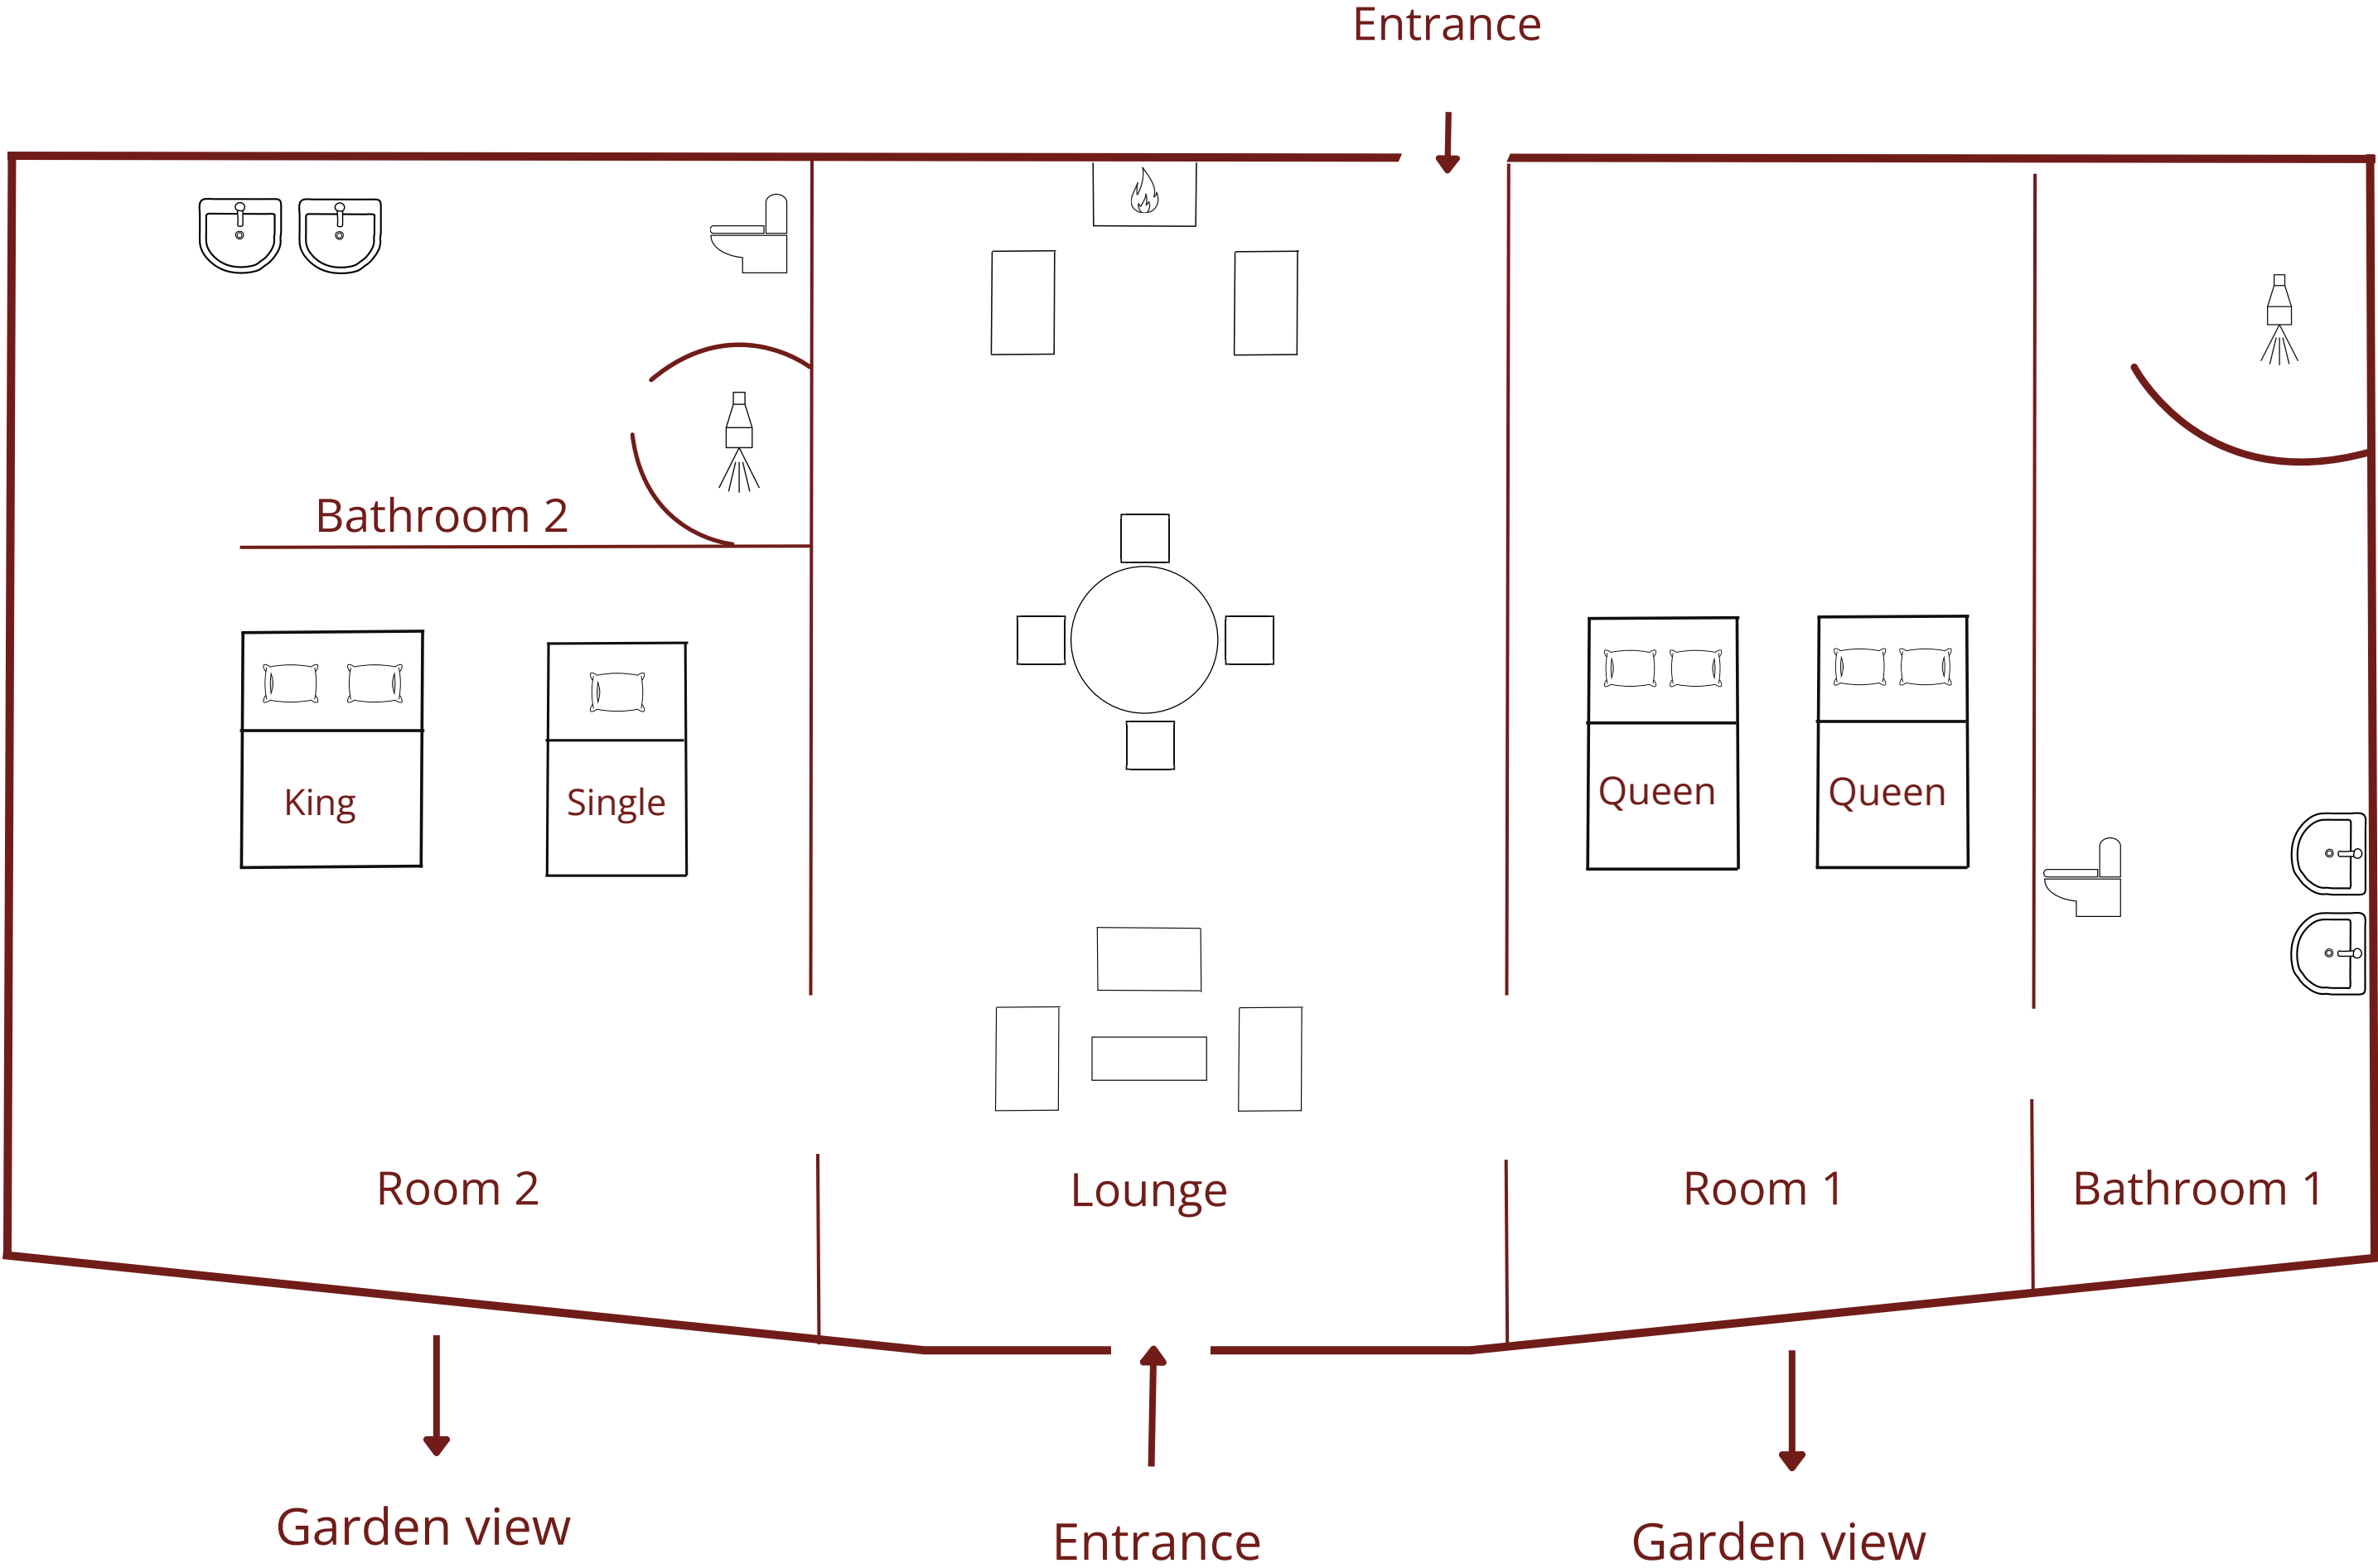 Entrance
Bathroom 2
King
Single
Queen
Queen
Room 2
Lounge
Room 1
Bathroom 1
Garden view
Entrance
Garden view